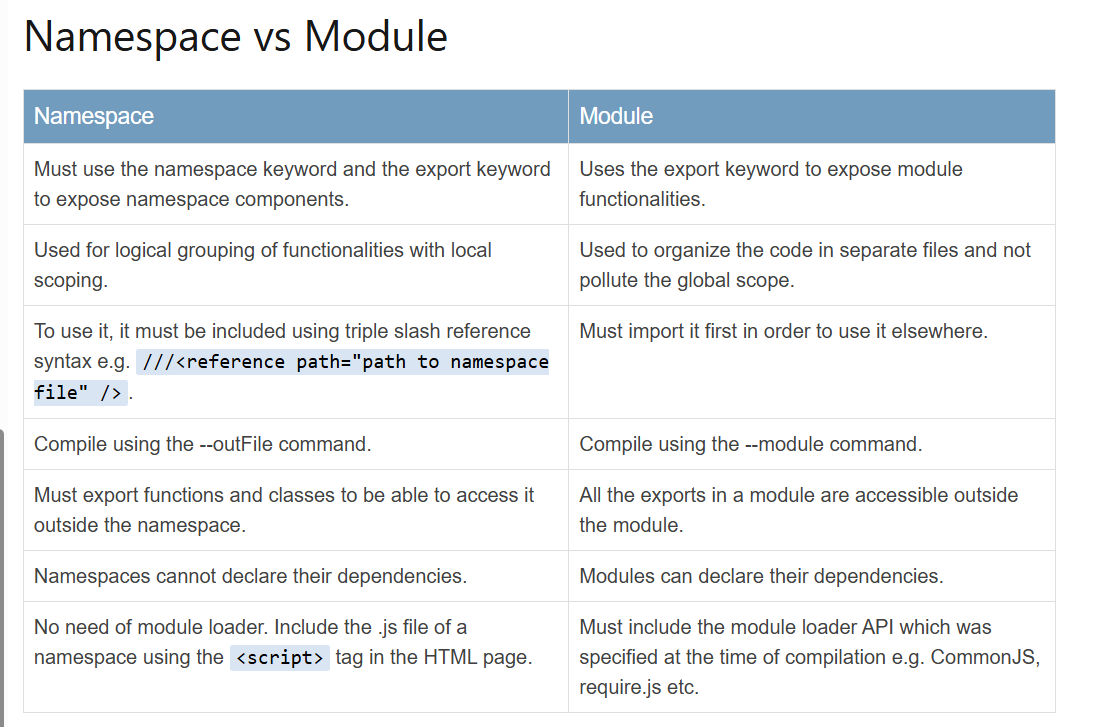 Namespace vs Module
Namespace
Module
Must use the namespace keyword and the export keyword
to expose namespace components.
Uses the export keyword to expose module
functionalities.
Used for logical grouping of functionalities with local
scoping.
Used to organize the code in separate files and not
pollute the global scope.
To use it, it must be included using triple slash reference
syntax e.g. ///<reference path="path to namespace
file" /> .
Must import it first in order to use it elsewhere.
Compile using the --outFile command.
Compile using the --module command.
Must export functions and classes to be able to access it
outside the namespace.
All the exports in a module are accessible outside
the module.
Namespaces cannot declare their dependencies.
Modules can declare their dependencies.
No need of module loader. Include the .js file of a
namespace using the <script> tag in the HTML page.
Must include the module loader API which was
specified at the time of compilation e.g. CommonJS,
require.js etc.